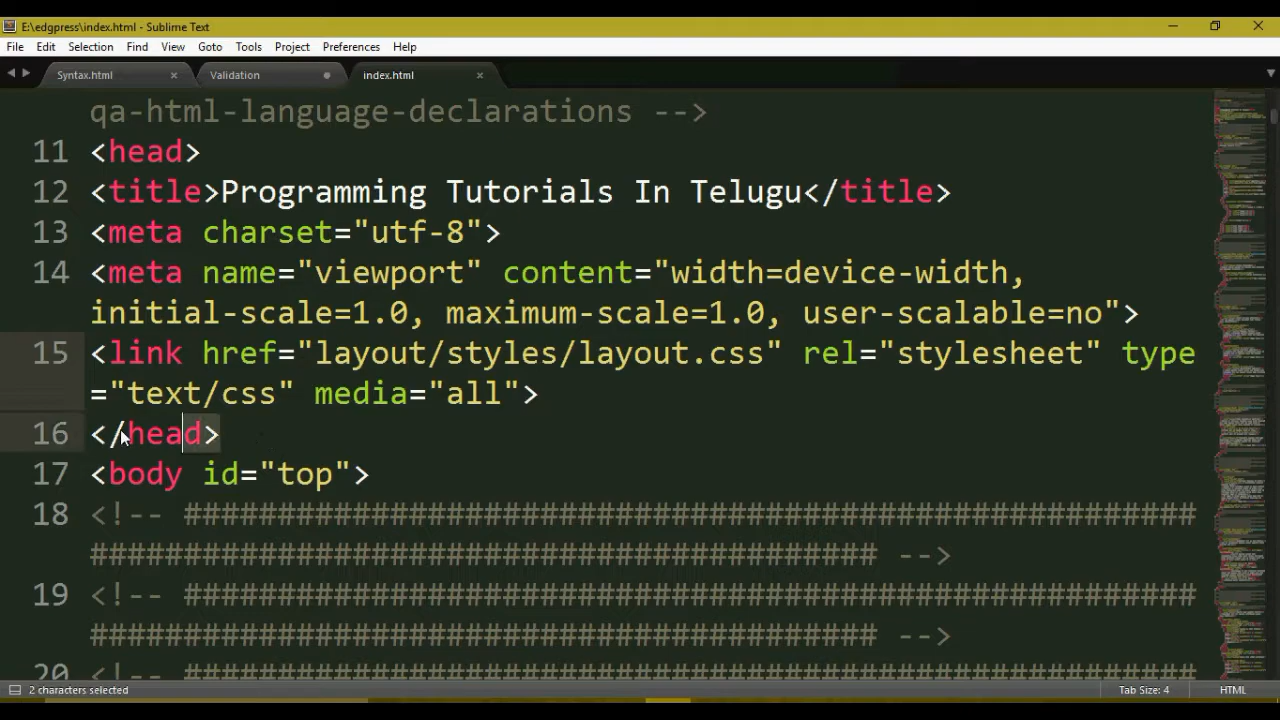 E:\edgpress\index.html - Sublime Text
File Edit Selection Find View Goto Tools Project Preferences Help
Syntax.html Validation index.html
qa-html-language-declarations -->
11 <head>
12 <title>Programming Tutorials In Telugu</title>
13 <meta charset="utf-8">
14 <meta name="viewport" content="width=device-width,
initial-scale=1.0, maximum-scale=1.0, user-scalable=no">
15 <link href="layout/styles/layout.css" rel="stylesheet" type
="text/css" media="all">
16 </head>
17 <body id="top">
18 <!-- ######################################################
########################################## -->
19 <!-- ######################################################
########################################## -->
20 <!-- ######################################################
2 characters selected Tab Size: 4 HTML